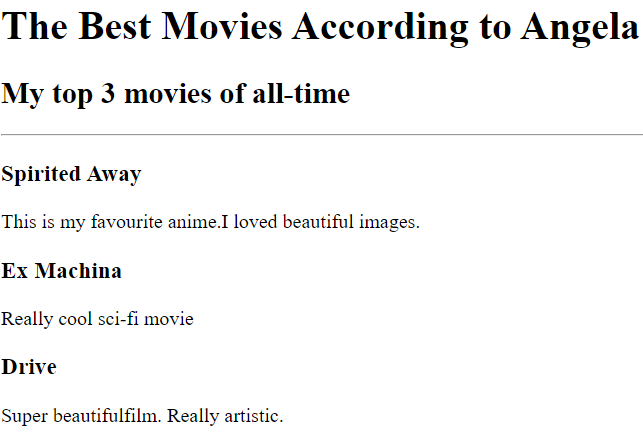 The Best Movies According to Angela
My top 3 movies of all-time
Spirited Away
This is my favourite anime.I loved beautiful images.
Ex Machina
Really cool sci-fi movie
Drive
Super beautifulfilm. Really artistic.